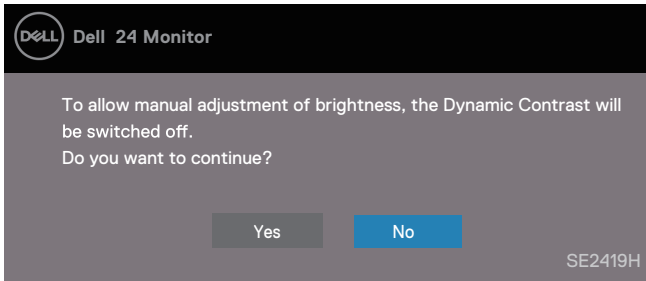 DELL Dell 24 Monitor
To allow manual adjustment of brightness, the Dynamic Contrast will
be switched off.
Do you want to continue?
Yes No
SE2419H